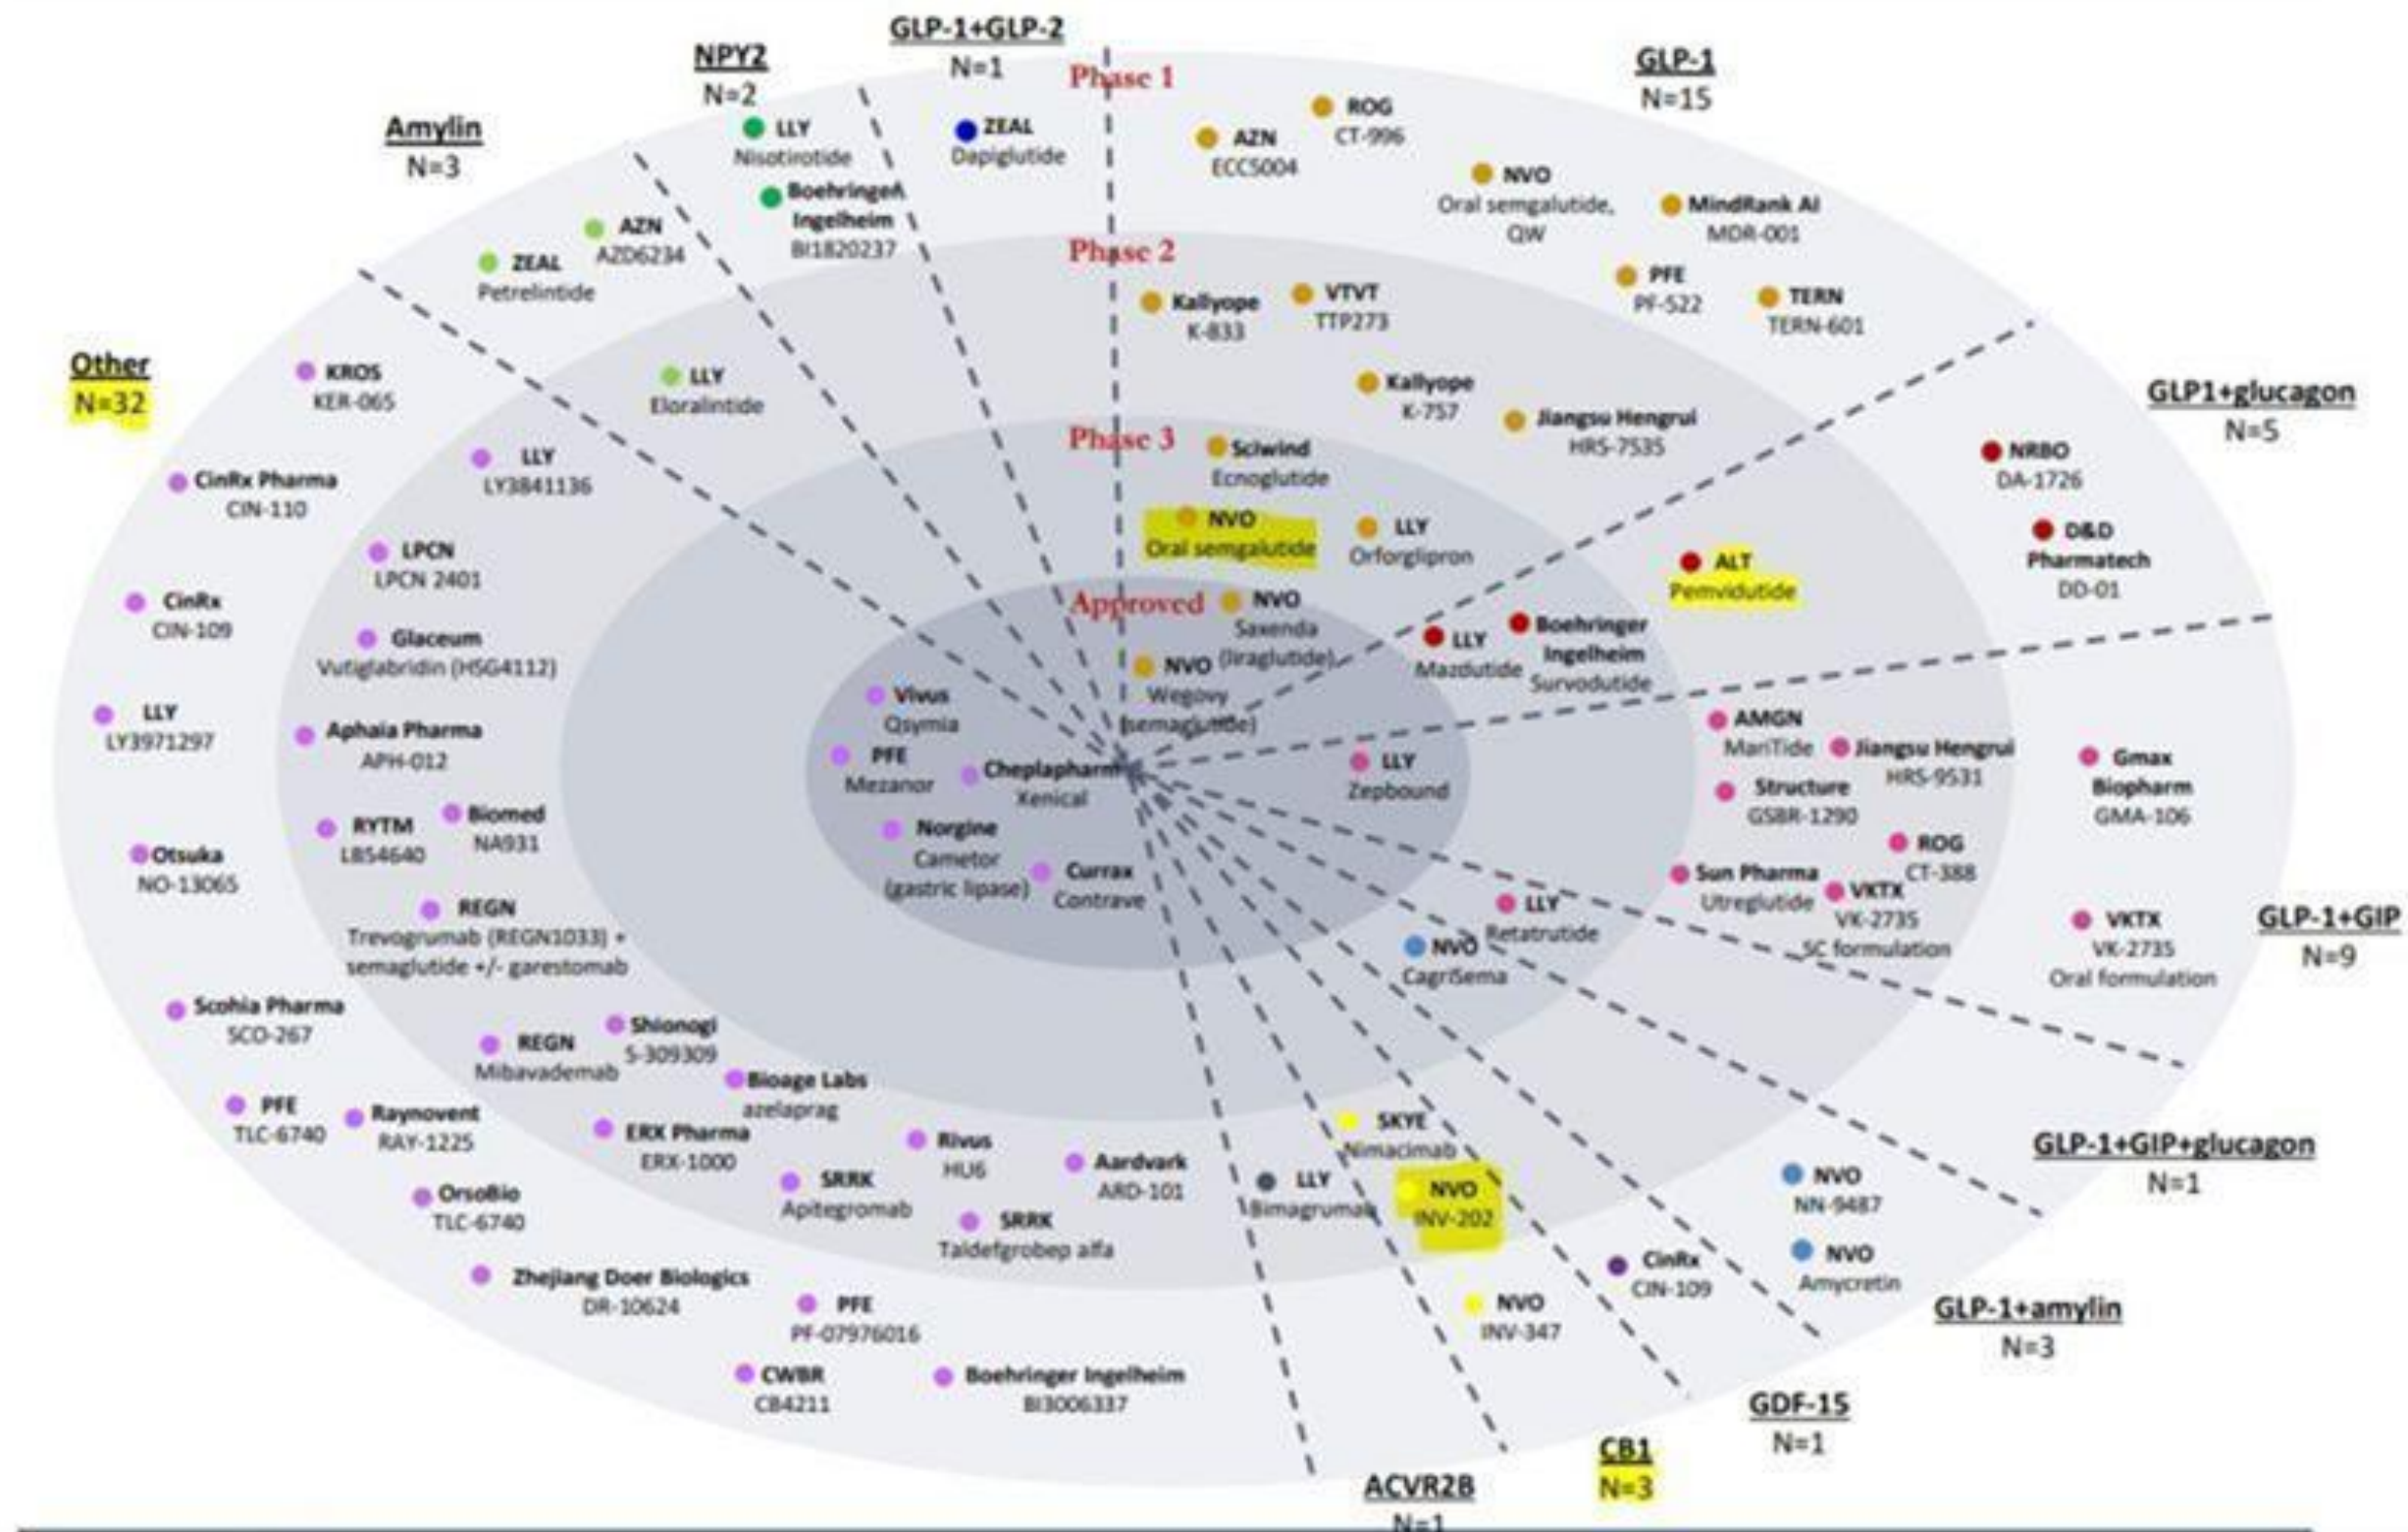 GLP-1+GLP-2
N=1
NPY2
N=2
Amylin
N=3
Other
N=32
GLP-1
N=15
GLP1+glucagon
N=5
GLP-1+GIP
N=9
GLP-1+GIP+glucagon
N=1
GLP-1+amylin
N=3
GDF-15
N=1
CB1
N=3
ACVR2B
N=1
Phase 1
Phase 2
Phase 3
Approved
ZEAL
Dapiglutide
LLY
Nisotirotide
Boehringer
Ingelheim
BI1820237
AZN
AZD6234
ZEAL
Petrelintide
LLY
Eloralintide
AZN
ECC5004
ROG
CT-996
NVO
Oral semgalutide,
QW
MindRank AI
MDR-001
PFE
PF-522
TERN
TERN-601
Kallyope
K-833
VTVT
TTP273
Kallyope
K-757
Jiangsu Hengrui
HRS-7535
Sciwind
Ecnoglutide
NVO
Oral semgalutide
LLY
Orforglipron
NVO
Saxenda
(liraglutide)
NVO
Wegovy
(semaglutide)
NRBO
DA-1726
D&D
Pharmatech
DD-01
ALT
Pemvidutide
LLY
Mazdutide
Boehringer
Ingelheim
Survodutide
AMGN
MariTide
Jiangsu Hengrui
HRS-9531
Structure
GSBR-1290
ROG
CT-388
Sun Pharma
Utreglutide
VKTX
VK-2735
SC formulation
Gmax
Biopharm
GMA-106
VKTX
VK-2735
Oral formulation
LLY
Zepbound
LLY
Retatrutide
NVO
CagriSema
NVO
NN-9487
NVO
Amycretin
CinRx
CIN-109
SKYE
Nimacimab
NVO
INV-202
NVO
INV-347
LLY
Bimagrumab
KROS
KER-065
CinRx Pharma
CIN-110
CinRx
CIN-109
LLY
LY3971297
Otsuka
NO-13065
Scohia Pharma
SCO-267
PFE
TLC-6740
Raynovent
RAY-1225
OrsoBio
TLC-6740
Zhejiang Doer Biologics
DR-10624
PFE
PF-07976016
CWBR
CB4211
Boehringer Ingelheim
BI3006337
LLY
LY3841136
LPCN
LPCN 2401
Glaceum
Vutiglabridin (HSG4112)
Aphaia Pharma
APH-012
RYTM
LB54640
Biomed
NA931
REGN
Trevogrumab (REGN1033) +
semaglutide +/- garestomab
REGN
Mibavademab
Shionogi
S-309309
Bioage Labs
azelaprag
ERX Pharma
ERX-1000
SRRK
Apitegromab
Rivus
HU6
SRRK
Taldefgrobep alfa
Aardvark
ARD-101
Vivus
Qsymia
PFE
Mezanor
Cheplapharm
Xenical
Norgine
Cametor
(gastric lipase)
Currax
Contrave